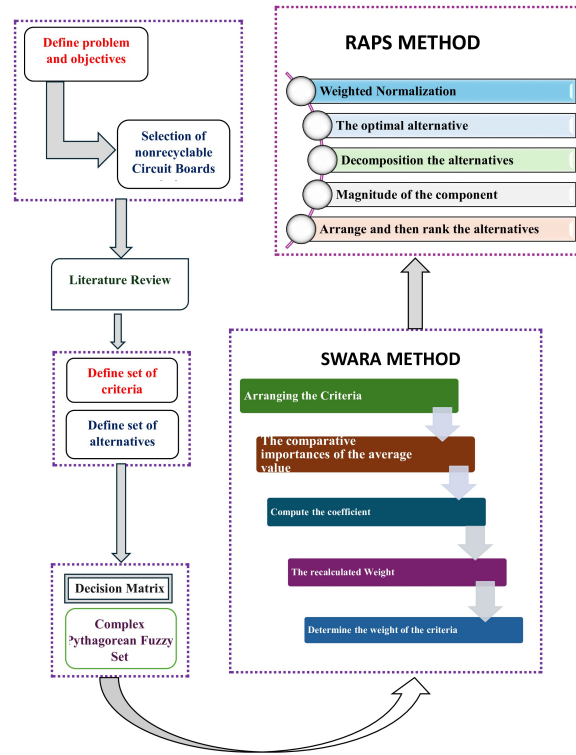 Define problem
and objectives
Selection of
nonrecyclable
Circuit Boards
Literature Review
Define set of
criteria
Define set of
alternatives
Decision Matrix
Complex
Pythagorean Fuzzy
Set
RAPS METHOD
Weighted Normalization
The optimal alternative
Decomposition the alternatives
Magnitude of the component
Arrange and then rank the alternatives
SWARA METHOD
Arranging the Criteria
The comparative
importances of the average
value
Compute the coefficient
The recalculated Weight
Determine the weight of the criteria